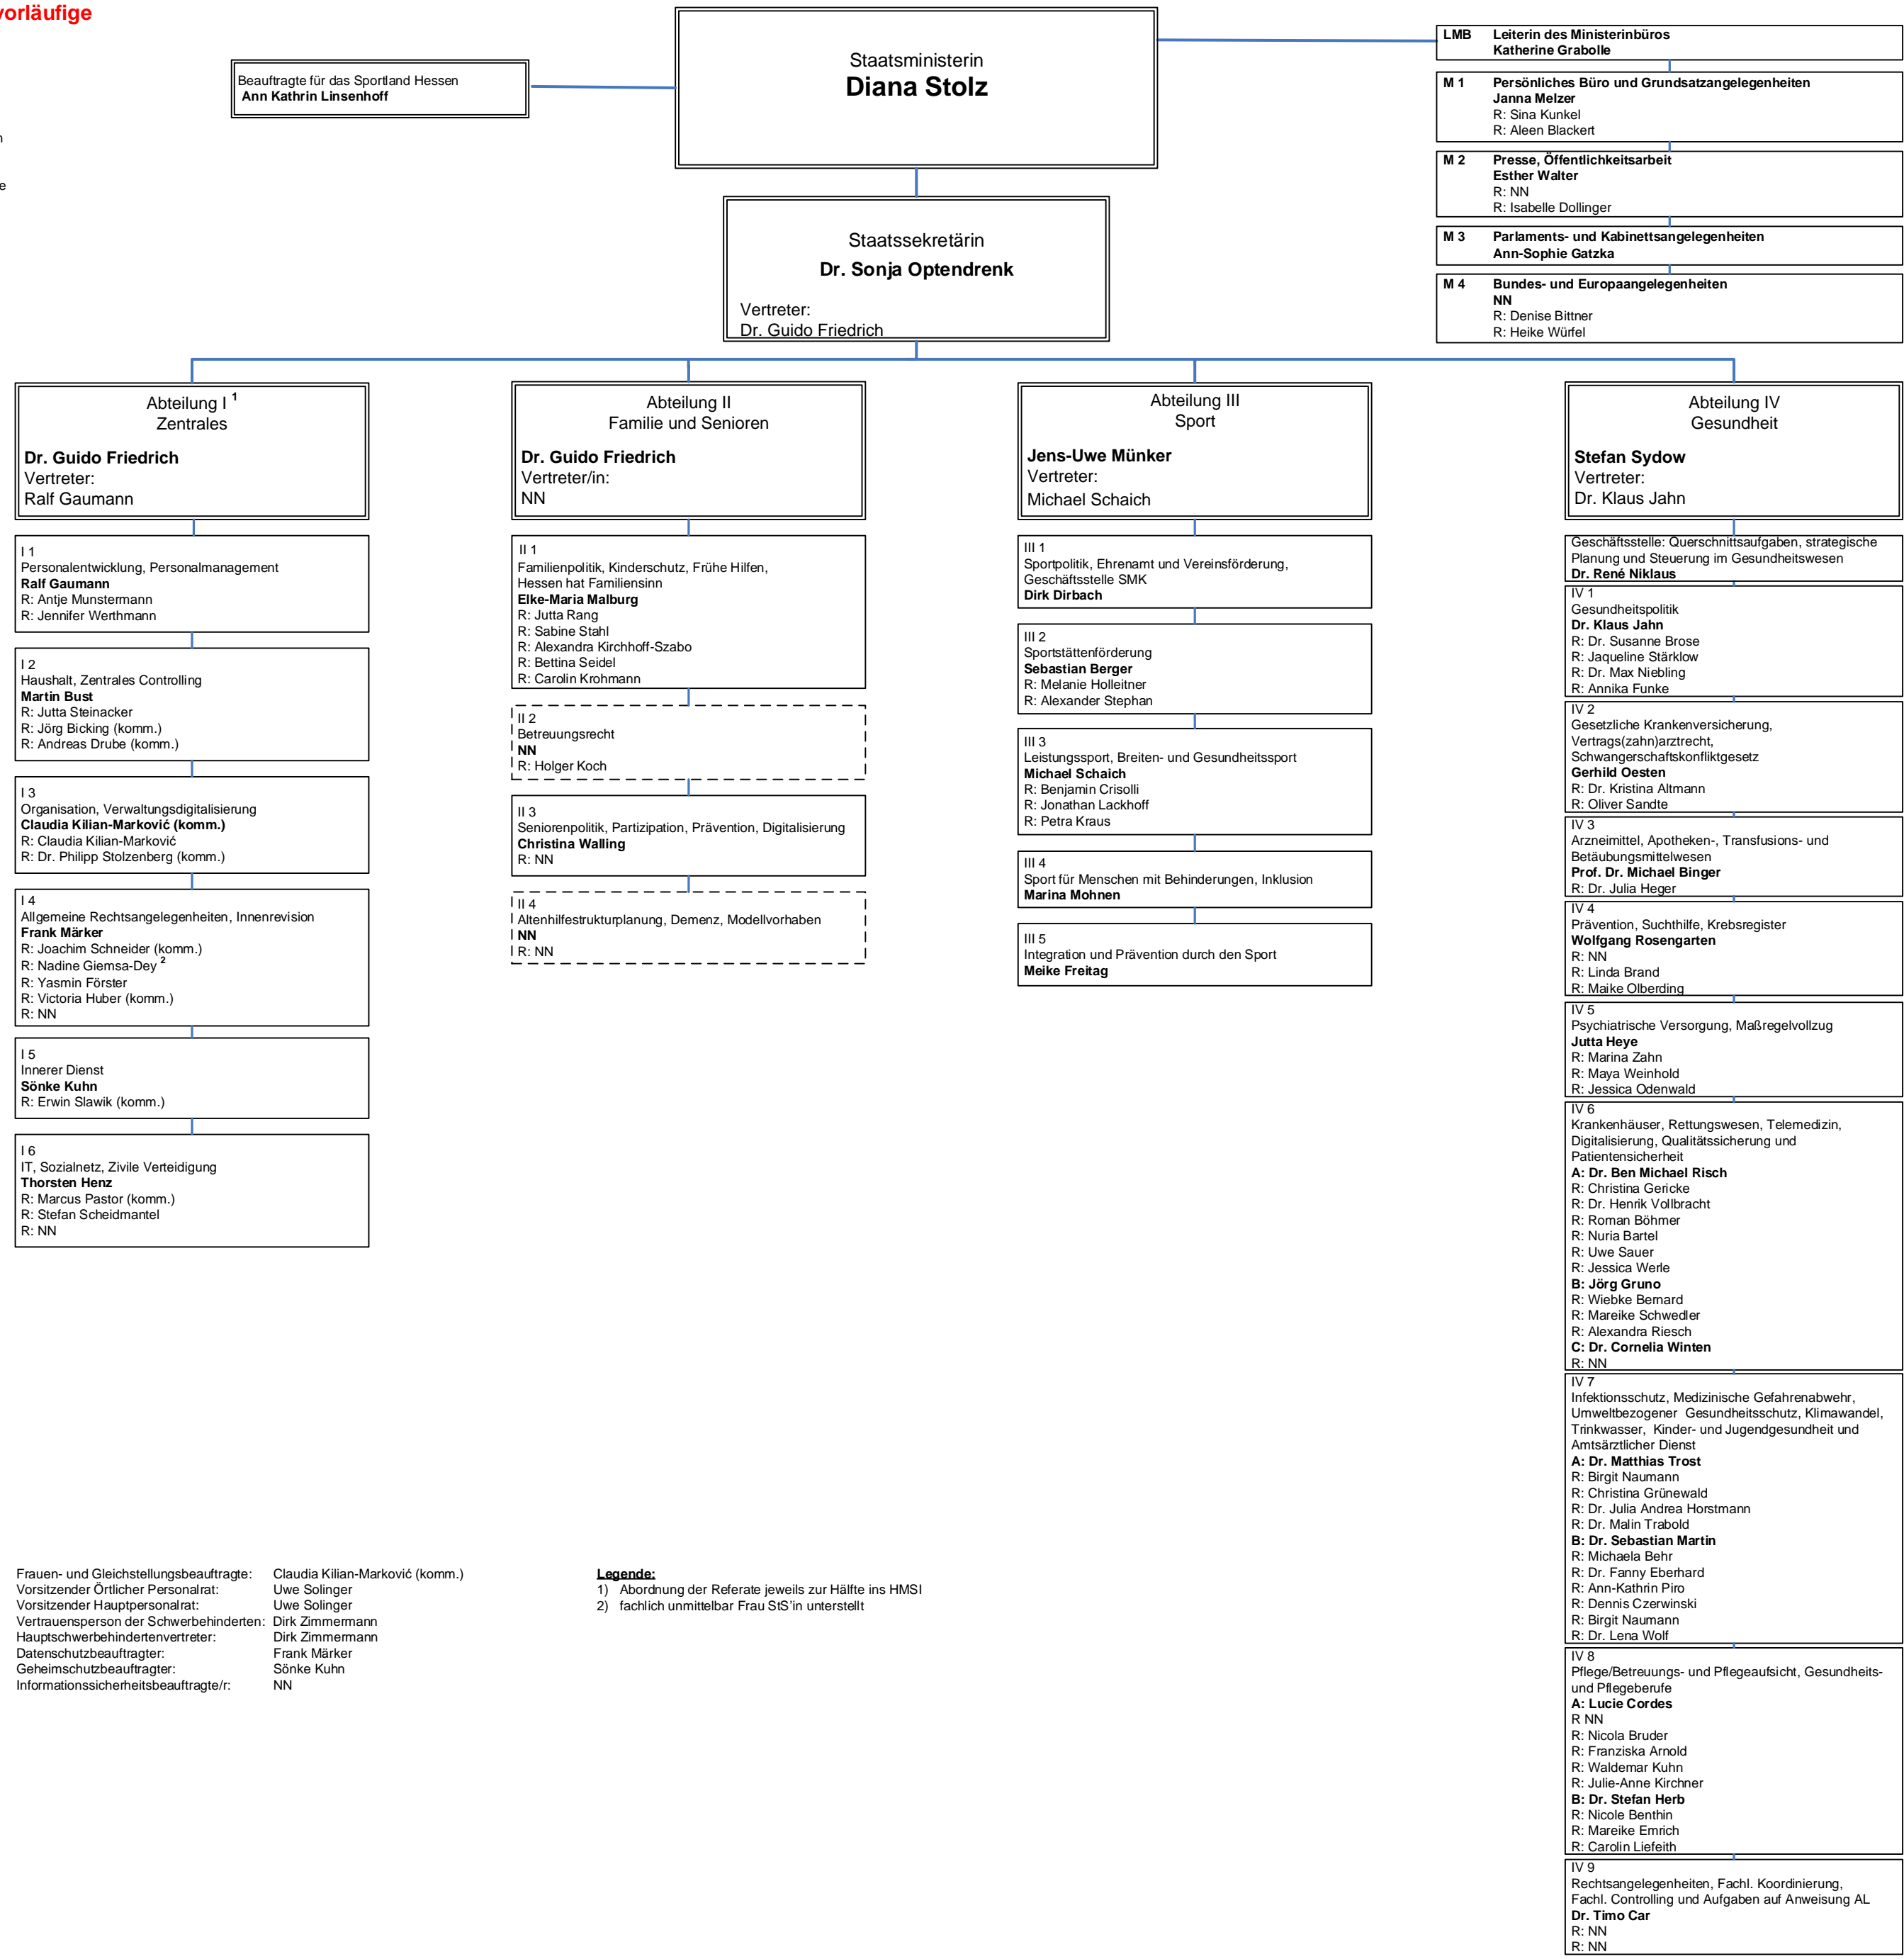 vorläufige
n
e
Beauftragte für das Sportland Hessen
Ann Kathrin Linsenhoff
Staatsministerin
Diana Stolz
LMB Leiterin des Ministerinbüros
Katherine Grabolle
M 1 Persönliches Büro und Grundsatzangelegenheiten
Janna Melzer
R: Sina Kunkel
R: Aleen Blackert
M 2 Presse, Öffentlichkeitsarbeit
Esther Walter
R: NN
R: Isabelle Dollinger
M 3 Parlaments- und Kabinettsangelegenheiten
Ann-Sophie Gatzka
M 4 Bundes- und Europaangelegenheiten
NN
R: Denise Bittner
R: Heike Würfel
Staatssekretärin
Dr. Sonja Optendrenk
Vertreter:
Dr. Guido Friedrich
Abteilung I 1
Zentrales
Dr. Guido Friedrich
Vertreter:
Ralf Gaumann
I 1
Personalentwicklung, Personalmanagement
Ralf Gaumann
R: Antje Munstermann
R: Jennifer Werthmann
I 2
Haushalt, Zentrales Controlling
Martin Bust
R: Jutta Steinacker
R: Jörg Bicking (komm.)
R: Andreas Drube (komm.)
I 3
Organisation, Verwaltungsdigitalisierung
Claudia Kilian-Marković (komm.)
R: Claudia Kilian-Marković
R: Dr. Philipp Stolzenberg (komm.)
I 4
Allgemeine Rechtsangelegenheiten, Innenrevision
Frank Märker
R: Joachim Schneider (komm.)
R: Nadine Giemsa-Dey 2
R: Yasmin Förster
R: Victoria Huber (komm.)
R: NN
I 5
Innerer Dienst
Sönke Kuhn
R: Erwin Slawik (komm.)
I 6
IT, Sozialnetz, Zivile Verteidigung
Thorsten Henz
R: Marcus Pastor (komm.)
R: Stefan Scheidmantel
R: NN
Abteilung II
Familie und Senioren
Dr. Guido Friedrich
Vertreter/in:
NN
II 1
Familienpolitik, Kinderschutz, Frühe Hilfen,
Hessen hat Familiensinn
Elke-Maria Malburg
R: Jutta Rang
R: Sabine Stahl
R: Alexandra Kirchhoff-Szabo
R: Bettina Seidel
R: Carolin Krohmann
II 2
Betreuungsrecht
NN
R: Holger Koch
II 3
Seniorenpolitik, Partizipation, Prävention, Digitalisierung
Christina Walling
R: NN
II 4
Altenhilfestrukturplanung, Demenz, Modellvorhaben
NN
R: NN
Abteilung III
Sport
Jens-Uwe Münker
Vertreter:
Michael Schaich
III 1
Sportpolitik, Ehrenamt und Vereinsförderung,
Geschäftsstelle SMK
Dirk Dirbach
III 2
Sportstättenförderung
Sebastian Berger
R: Melanie Holleitner
R: Alexander Stephan
III 3
Leistungssport, Breiten- und Gesundheitssport
Michael Schaich
R: Benjamin Crisolli
R: Jonathan Lackhoff
R: Petra Kraus
III 4
Sport für Menschen mit Behinderungen, Inklusion
Marina Mohnen
III 5
Integration und Prävention durch den Sport
Meike Freitag
Abteilung IV
Gesundheit
Stefan Sydow
Vertreter:
Dr. Klaus Jahn
Geschäftsstelle: Querschnittsaufgaben, strategische
Planung und Steuerung im Gesundheitswesen
Dr. René Niklaus
IV 1
Gesundheitspolitik
Dr. Klaus Jahn
R: Dr. Susanne Brose
R: Jaqueline Stärklow
R: Dr. Max Niebling
R: Annika Funke
IV 2
Gesetzliche Krankenversicherung,
Vertrags(zahn)arztrecht,
Schwangerschaftskonfliktgesetz
Gerhild Oesten
R: Dr. Kristina Altmann
R: Oliver Sandte
IV 3
Arzneimittel, Apotheken-, Transfusions- und
Betäubungsmittelwesen
Prof. Dr. Michael Binger
R: Dr. Julia Heger
IV 4
Prävention, Suchthilfe, Krebsregister
Wolfgang Rosengarten
R: NN
R: Linda Brand
R: Maike Olberding
IV 5
Psychiatrische Versorgung, Maßregelvollzug
Jutta Heye
R: Marina Zahn
R: Maya Weinhold
R: Jessica Odenwald
IV 6
Krankenhäuser, Rettungswesen, Telemedizin,
Digitalisierung, Qualitätssicherung und
Patientensicherheit
A: Dr. Ben Michael Risch
R: Christina Gericke
R: Dr. Henrik Vollbracht
R: Roman Böhmer
R: Nuria Bartel
R: Uwe Sauer
R: Jessica Werle
B: Jörg Gruno
R: Wiebke Bernard
R: Mareike Schwedler
R: Alexandra Riesch
C: Dr. Cornelia Winten
R: NN
IV 7
Infektionsschutz, Medizinische Gefahrenabwehr,
Umweltbezogener Gesundheitsschutz, Klimawandel,
Trinkwasser, Kinder- und Jugendgesundheit und
Amtsärztlicher Dienst
A: Dr. Matthias Trost
R: Birgit Naumann
R: Christina Grünewald
R: Dr. Julia Andrea Horstmann
R: Dr. Malin Trabold
B: Dr. Sebastian Martin
R: Michaela Behr
R: Dr. Fanny Eberhard
R: Ann-Kathrin Piro
R: Dennis Czerwinski
R: Birgit Naumann
R: Dr. Lena Wolf
IV 8
Pflege/Betreuungs- und Pflegeaufsicht, Gesundheits-
und Pflegeberufe
A: Lucie Cordes
R NN
R: Nicola Bruder
R: Franziska Arnold
R: Waldemar Kuhn
R: Julie-Anne Kirchner
B: Dr. Stefan Herb
R: Nicole Benthin
R: Mareike Emrich
R: Carolin Liefeith
IV 9
Rechtsangelegenheiten, Fachl. Koordinierung,
Fachl. Controlling und Aufgaben auf Anweisung AL
Dr. Timo Car
R: NN
R: NN
Frauen- und Gleichstellungsbeauftragte: Claudia Kilian-Marković (komm.)
Vorsitzender Örtlicher Personalrat: Uwe Solinger
Vorsitzender Hauptpersonalrat: Uwe Solinger
Vertrauensperson der Schwerbehinderten: Dirk Zimmermann
Hauptschwerbehindertenvertreter: Dirk Zimmermann
Datenschutzbeauftragter: Frank Märker
Geheimschutzbeauftragter: Sönke Kuhn
Informationssicherheitsbeauftragte/r: NN
Legende:
1) Abordnung der Referate jeweils zur Hälfte ins HMSI
2) fachlich unmittelbar Frau StS'in unterstellt